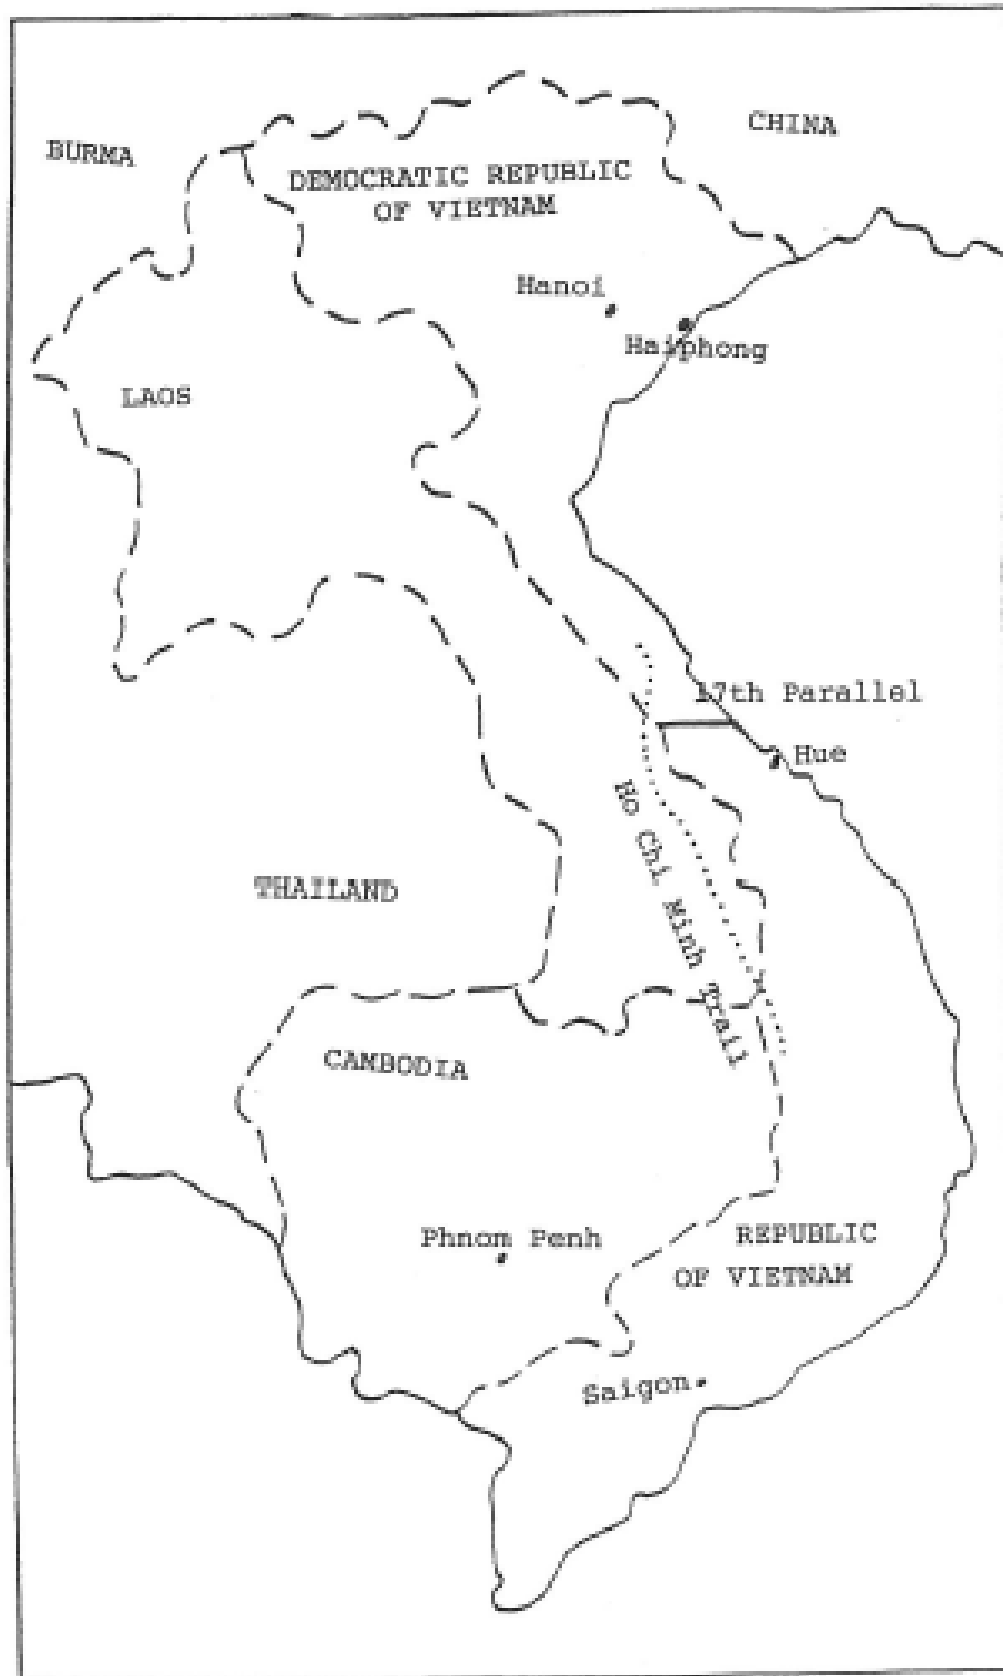 CHINA
BURMA
DEMOCRATIC REPUBLIC
OF VIETNAM
Hanoi
Haiphong
LAOS
17th Parallel
Hue
Ho Chi Minh Trail
THAILAND
CAMBODIA
Phnom Penh
REPUBLIC
OF VIETNAM
Saigon